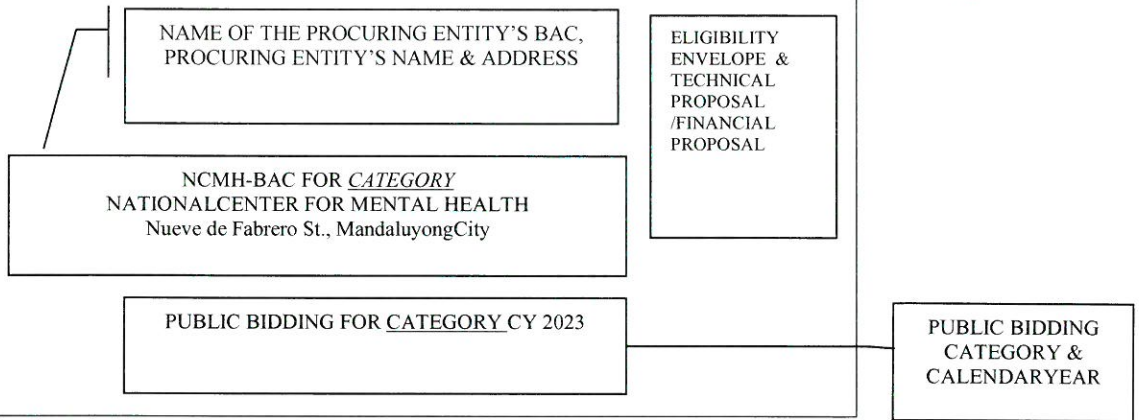 NAME OF THE PROCURING ENTITY'S BAC,
PROCURING ENTITY'S NAME & ADDRESS
ELIGIBILITY
ENVELOPE &
TECHNICAL
PROPOSAL
/FINANCIAL
PROPOSAL
NCMH-BAC FOR CATEGORY
NATIONALCENTER FOR MENTAL HEALTH
Nueve de Fabrero St., MandaluyongCity
PUBLIC BIDDING FOR CATEGORY CY 2023
PUBLIC BIDDING
CATEGORY &
CALENDARYEAR